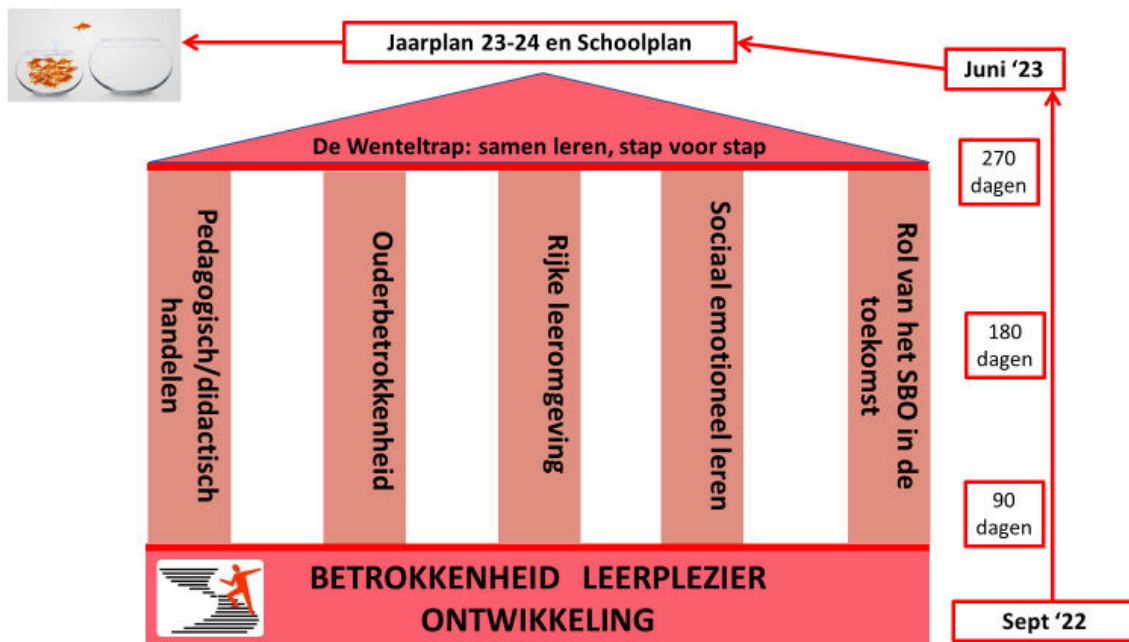 Jaarplan 23-24 en Schoolplan
Juni ‘23
De Wenteltrap: samen leren, stap voor stap
270
dagen
Pedagogisch/didactisch
handelen
Ouderbetrokkenheid
Rijke leeromgeving
Sociaal emotioneel leren
Rol van het SBO in de
toekomst
180
dagen
90
dagen
BETROKKENHEID LEERPLEZIER
ONTWIKKELING
Sept ‘22